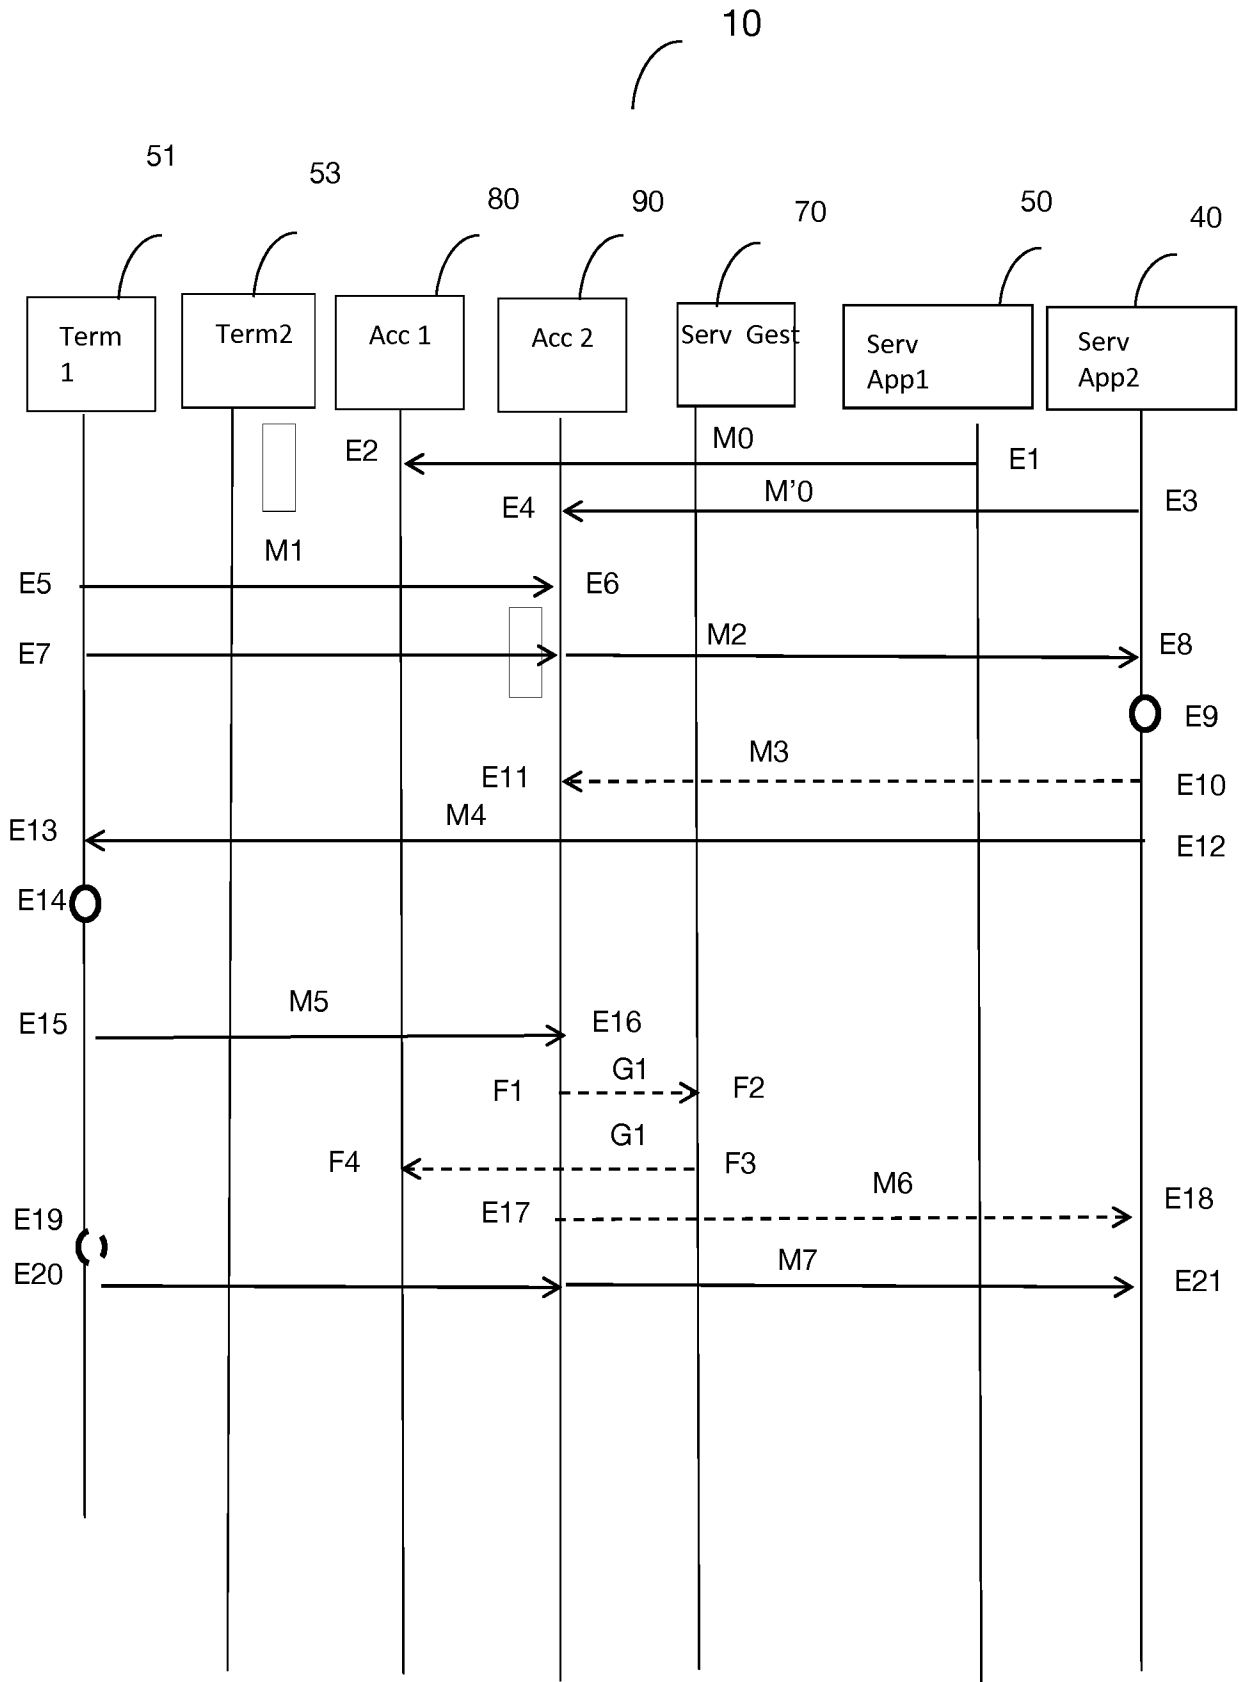 10
51
53
80
90
70
50
40
Term
1
Term2
Acc 1
Acc 2
Serv Gest
Serv
App1
Serv
App2
E2
M0
E1
E4
M'0
E3
M1
E5
E6
E7
M2
E8
E9
E11
M3
E10
E13
M4
E12
E14
E15
M5
E16
F1
G1
F2
F4
G1
F3
E17
M6
E18
E19
E20
M7
E21